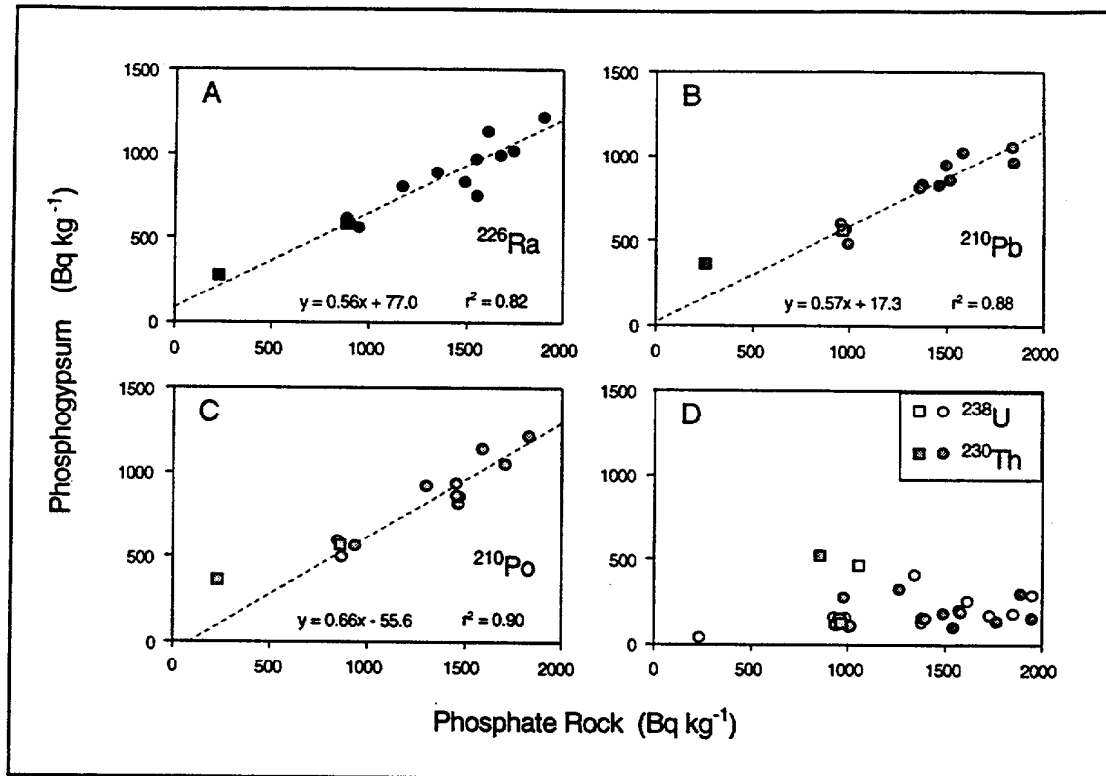 Phosphogypsum (Bq kg⁻¹)
1500
1000
500
0
A
²²⁶Ra
y = 0.56x + 77.0 r² = 0.82
0 500 1000 1500 2000
1500
1000
500
0
B
²¹⁰Pb
y = 0.57x + 17.3 r² = 0.88
0 500 1000 1500 2000
1500
1000
500
0
C
²¹⁰Po
y = 0.66x - 55.6 r² = 0.90
0 500 1000 1500 2000
1500
1000
500
0
D
²³⁸U
²³⁰Th
0 500 1000 1500 2000
Phosphate Rock (Bq kg⁻¹)